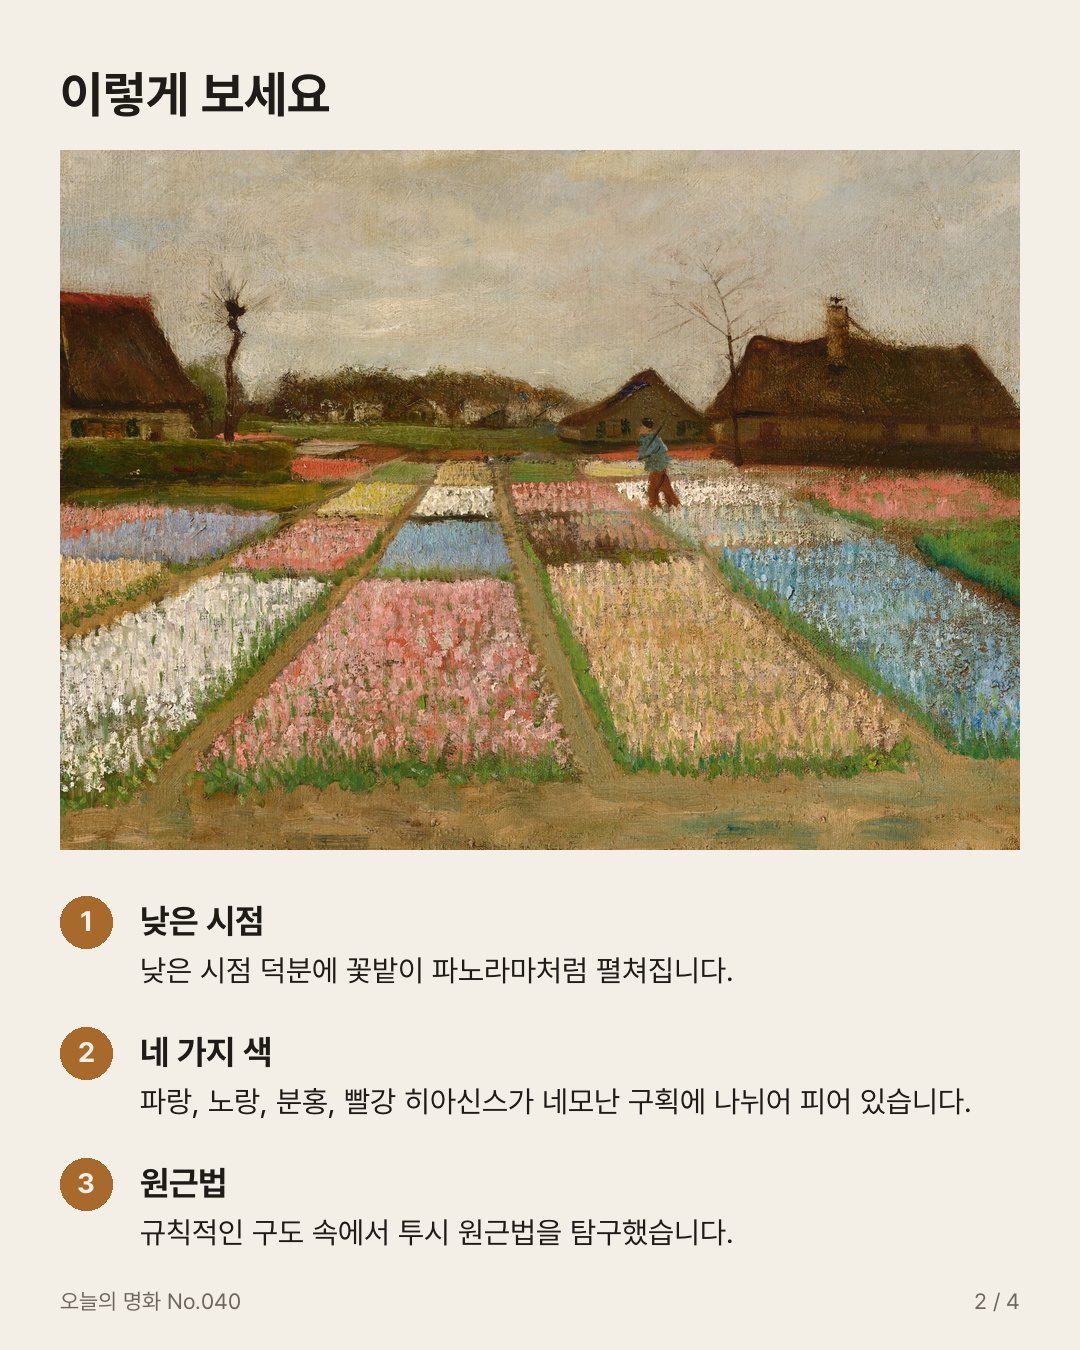 이렇게 보세요
1 낮은 시점
낮은 시점 덕분에 꽃밭이 파노라마처럼 펼쳐집니다.
2 네 가지 색
파랑, 노랑, 분홍, 빨강 히아신스가 네모난 구획에 나뉘어 피어 있습니다.
3 원근법
규칙적인 구도 속에서 투시 원근법을 탐구했습니다.
오늘의 명화 No.040
2 / 4